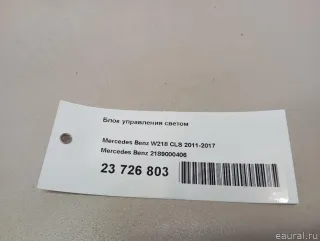 Блок управления светом
Mercedes Benz W218 CLS 2011-2017
Mercedes Benz 2189000406
23 726 803
eaural.ru/